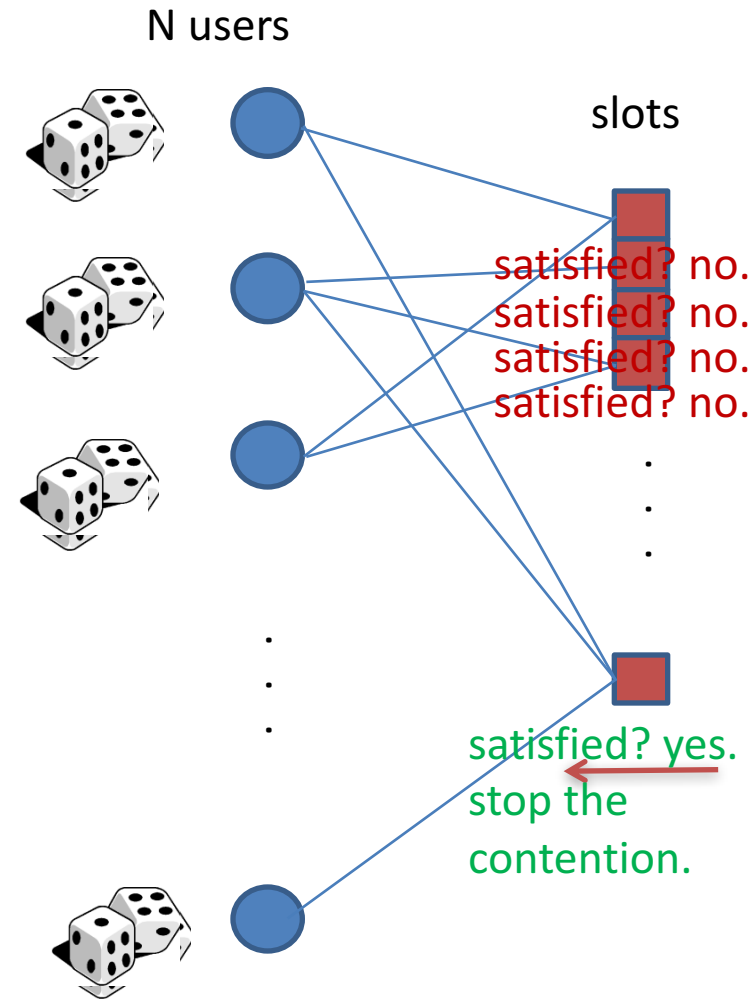 N users
slots
satisfied? no.
satisfied? no.
satisfied? no.
satisfied? no.
.
.
.
.
.
.
satisfied? yes.
stop the
contention.